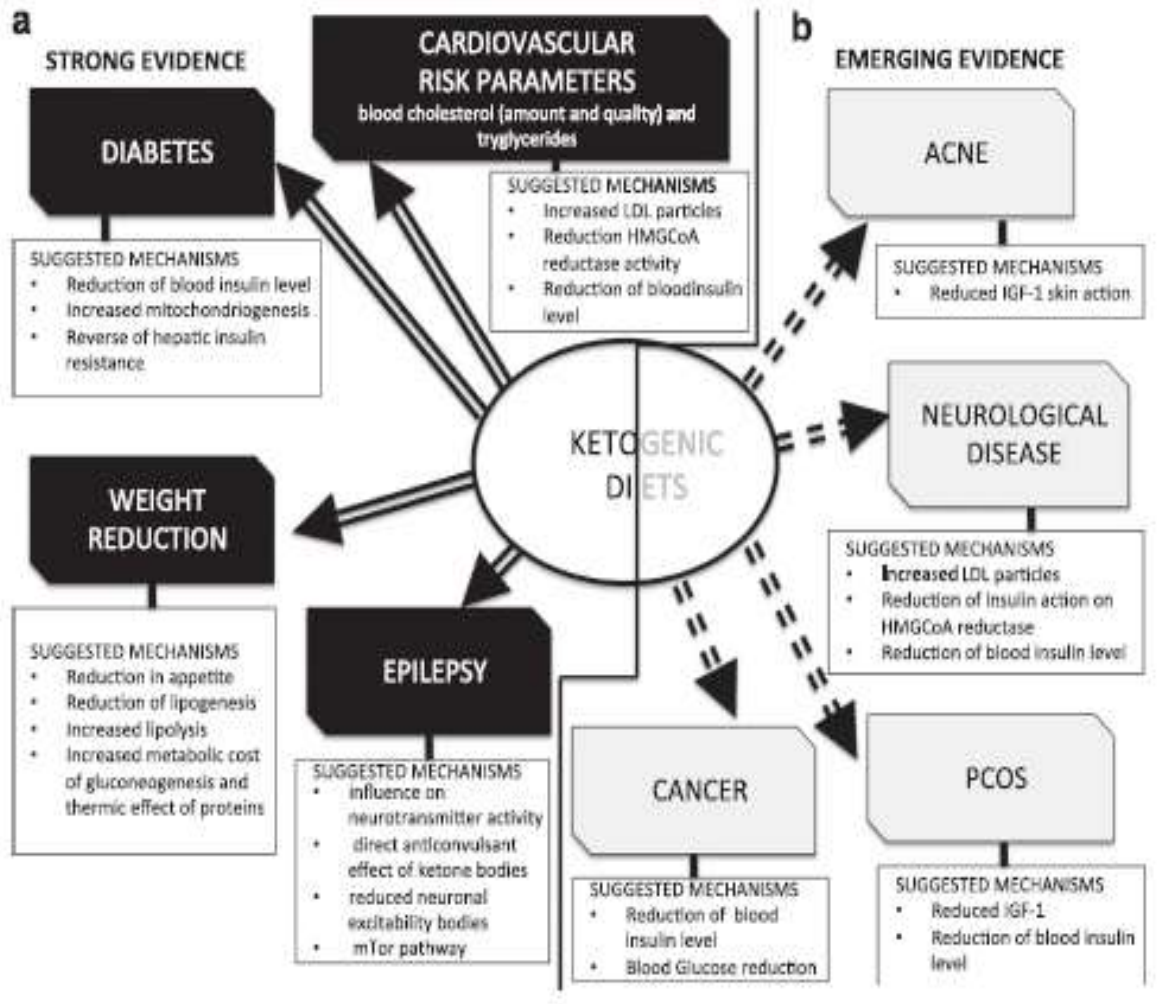 a
STRONG EVIDENCE
DIABETES
SUGGESTED MECHANISMS
• Reduction of blood insulin level
• Increased mitochondriogenesis
• Reverse of hepatic insulin
resistance
CARDIOVASCULAR
RISK PARAMETERS
blood cholesterol (amount and quality) and
tryglycerides
SUGGESTED MECHANISMS
• Increased LDL particles
• Reduction HMGCoA
reductase activity
• Reduction of bloodinsulin
level
WEIGHT
REDUCTION
SUGGESTED MECHANISMS
• Reduction in appetite
• Reduction of lipogenesis
• Increased lipolysis
• Increased metabolic cost
of gluconeogenesis and
thermic effect of proteins
EPILEPSY
SUGGESTED MECHANISMS
• influence on
neurotransmitter activity
• direct anticonvulsant
effect of ketone bodies
• reduced neuronal
excitability bodies
• mTor pathway
KETOGENIC
DIETS
b
EMERGING EVIDENCE
ACNE
SUGGESTED MECHANISMS
• Reduced IGF-1 skin action
NEUROLOGICAL
DISEASE
SUGGESTED MECHANISMS
• Increased LDL particles
• Reduction of insulin action on
HMGCoA reductase
• Reduction of blood insulin level
CANCER
SUGGESTED MECHANISMS
• Reduction of blood
insulin level
• Blood Glucose reduction
PCOS
SUGGESTED MECHANISMS
• Reduced IGF-1
• Reduction of blood insulin
level